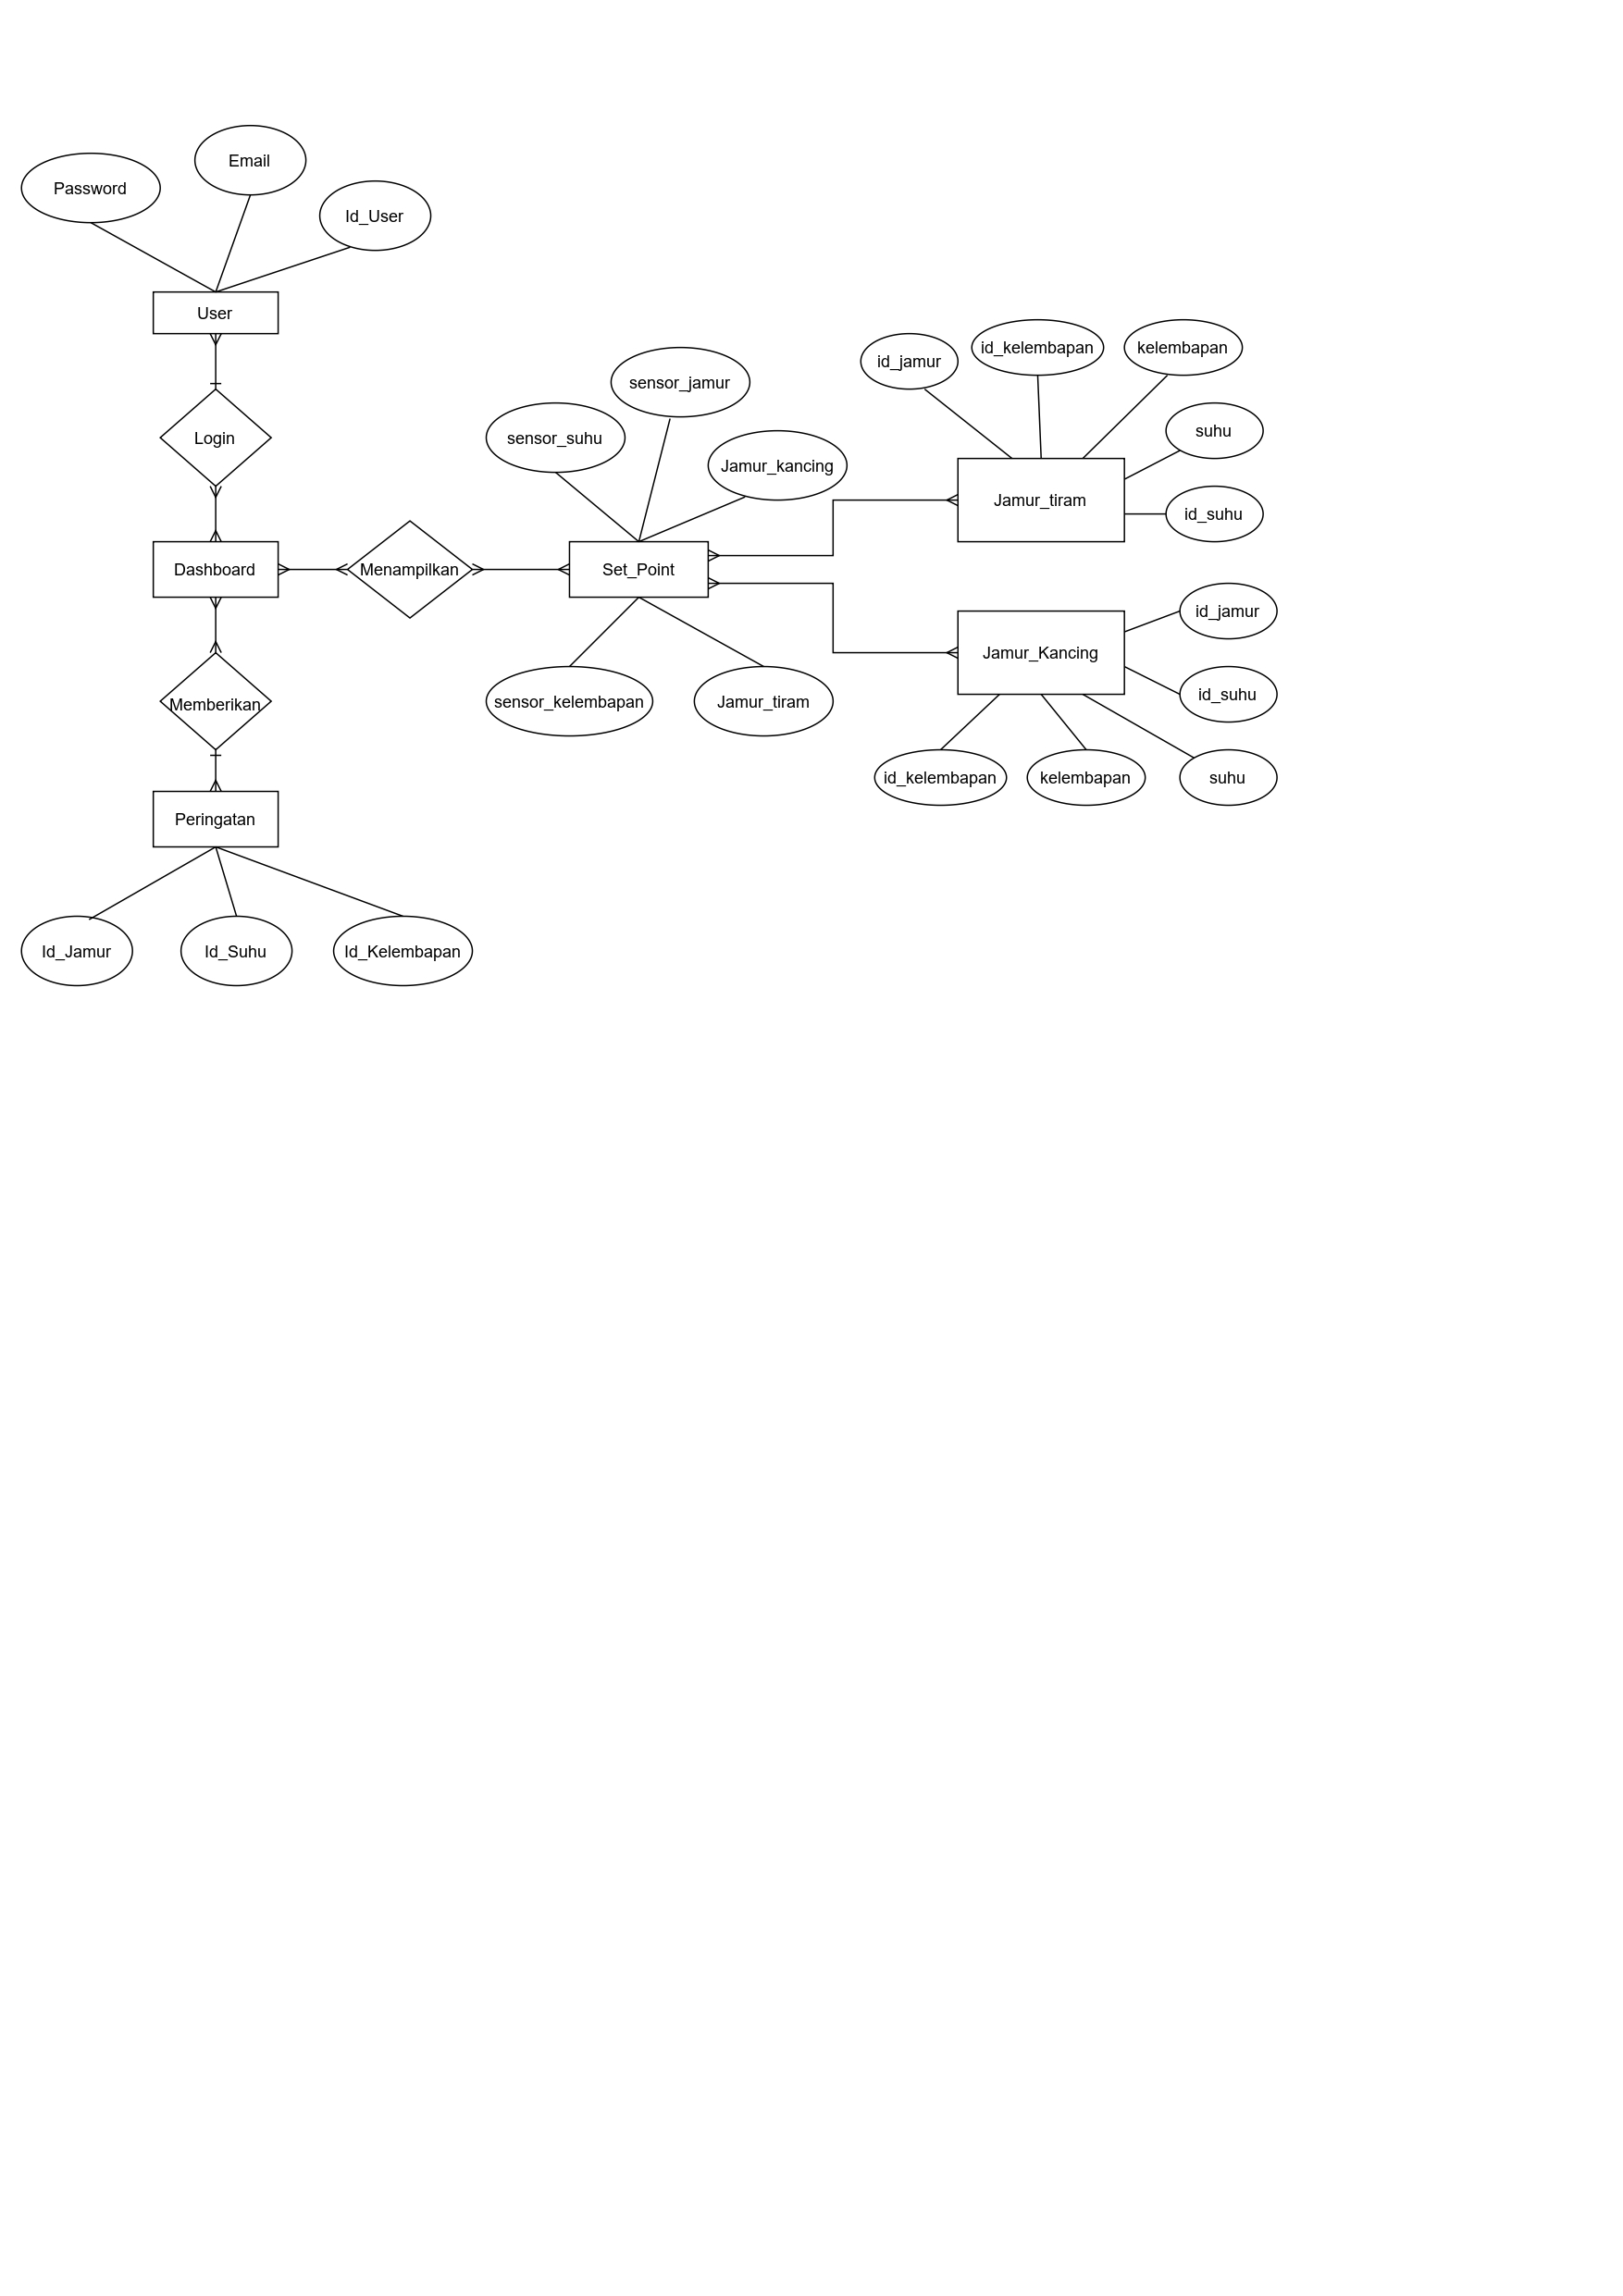 Email
Password
Id_User
User
Login
Dashboard
Menampilkan
Memberikan
Peringatan
Id_Jamur
Id_Suhu
Id_Kelembapan
sensor_jamur
sensor_suhu
Jamur_kancing
Set_Point
sensor_kelembapan
Jamur_tiram
id_jamur
id_kelembapan
kelembapan
suhu
Jamur_tiram
id_suhu
id_jamur
Jamur_Kancing
id_suhu
id_kelembapan
kelembapan
suhu